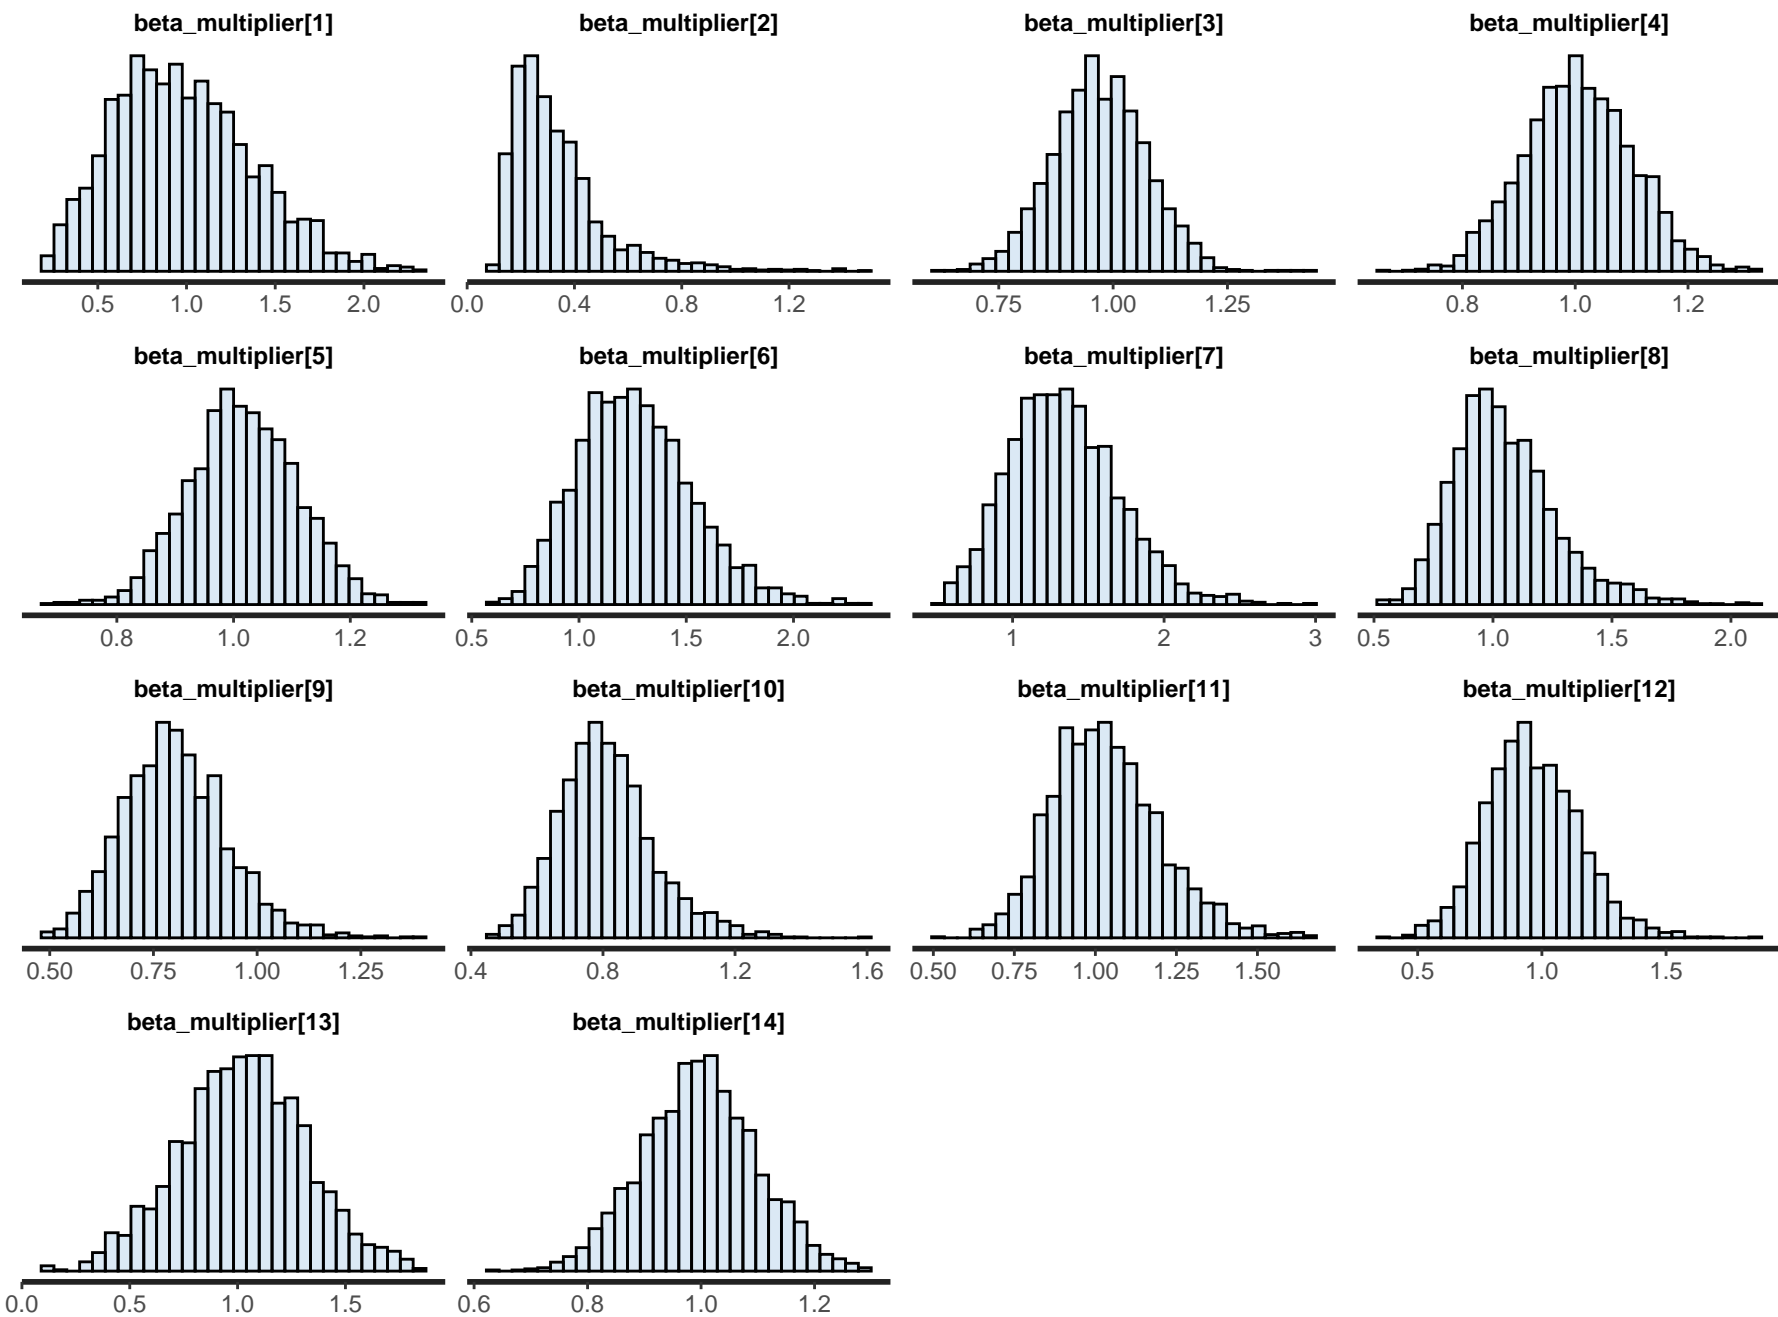 beta_multiplier[1] beta_multiplier[2] beta_multiplier[3] beta_multiplier[4]
0.5 1.0 1.5 2.0 0.0 0.4 0.8 1.2 0.75 1.00 1.25 0.8 1.0 1.2
beta_multiplier[5] beta_multiplier[6] beta_multiplier[7] beta_multiplier[8]
0.8 1.0 1.2 0.5 1.0 1.5 2.0 1 2 3 0.5 1.0 1.5 2.0
beta_multiplier[9] beta_multiplier[10] beta_multiplier[11] beta_multiplier[12]
0.50 0.75 1.00 1.25 0.4 0.8 1.2 1.6 0.50 0.75 1.00 1.25 1.50 0.5 1.0 1.5
beta_multiplier[13] beta_multiplier[14]
0.0 0.5 1.0 1.5 0.6 0.8 1.0 1.2